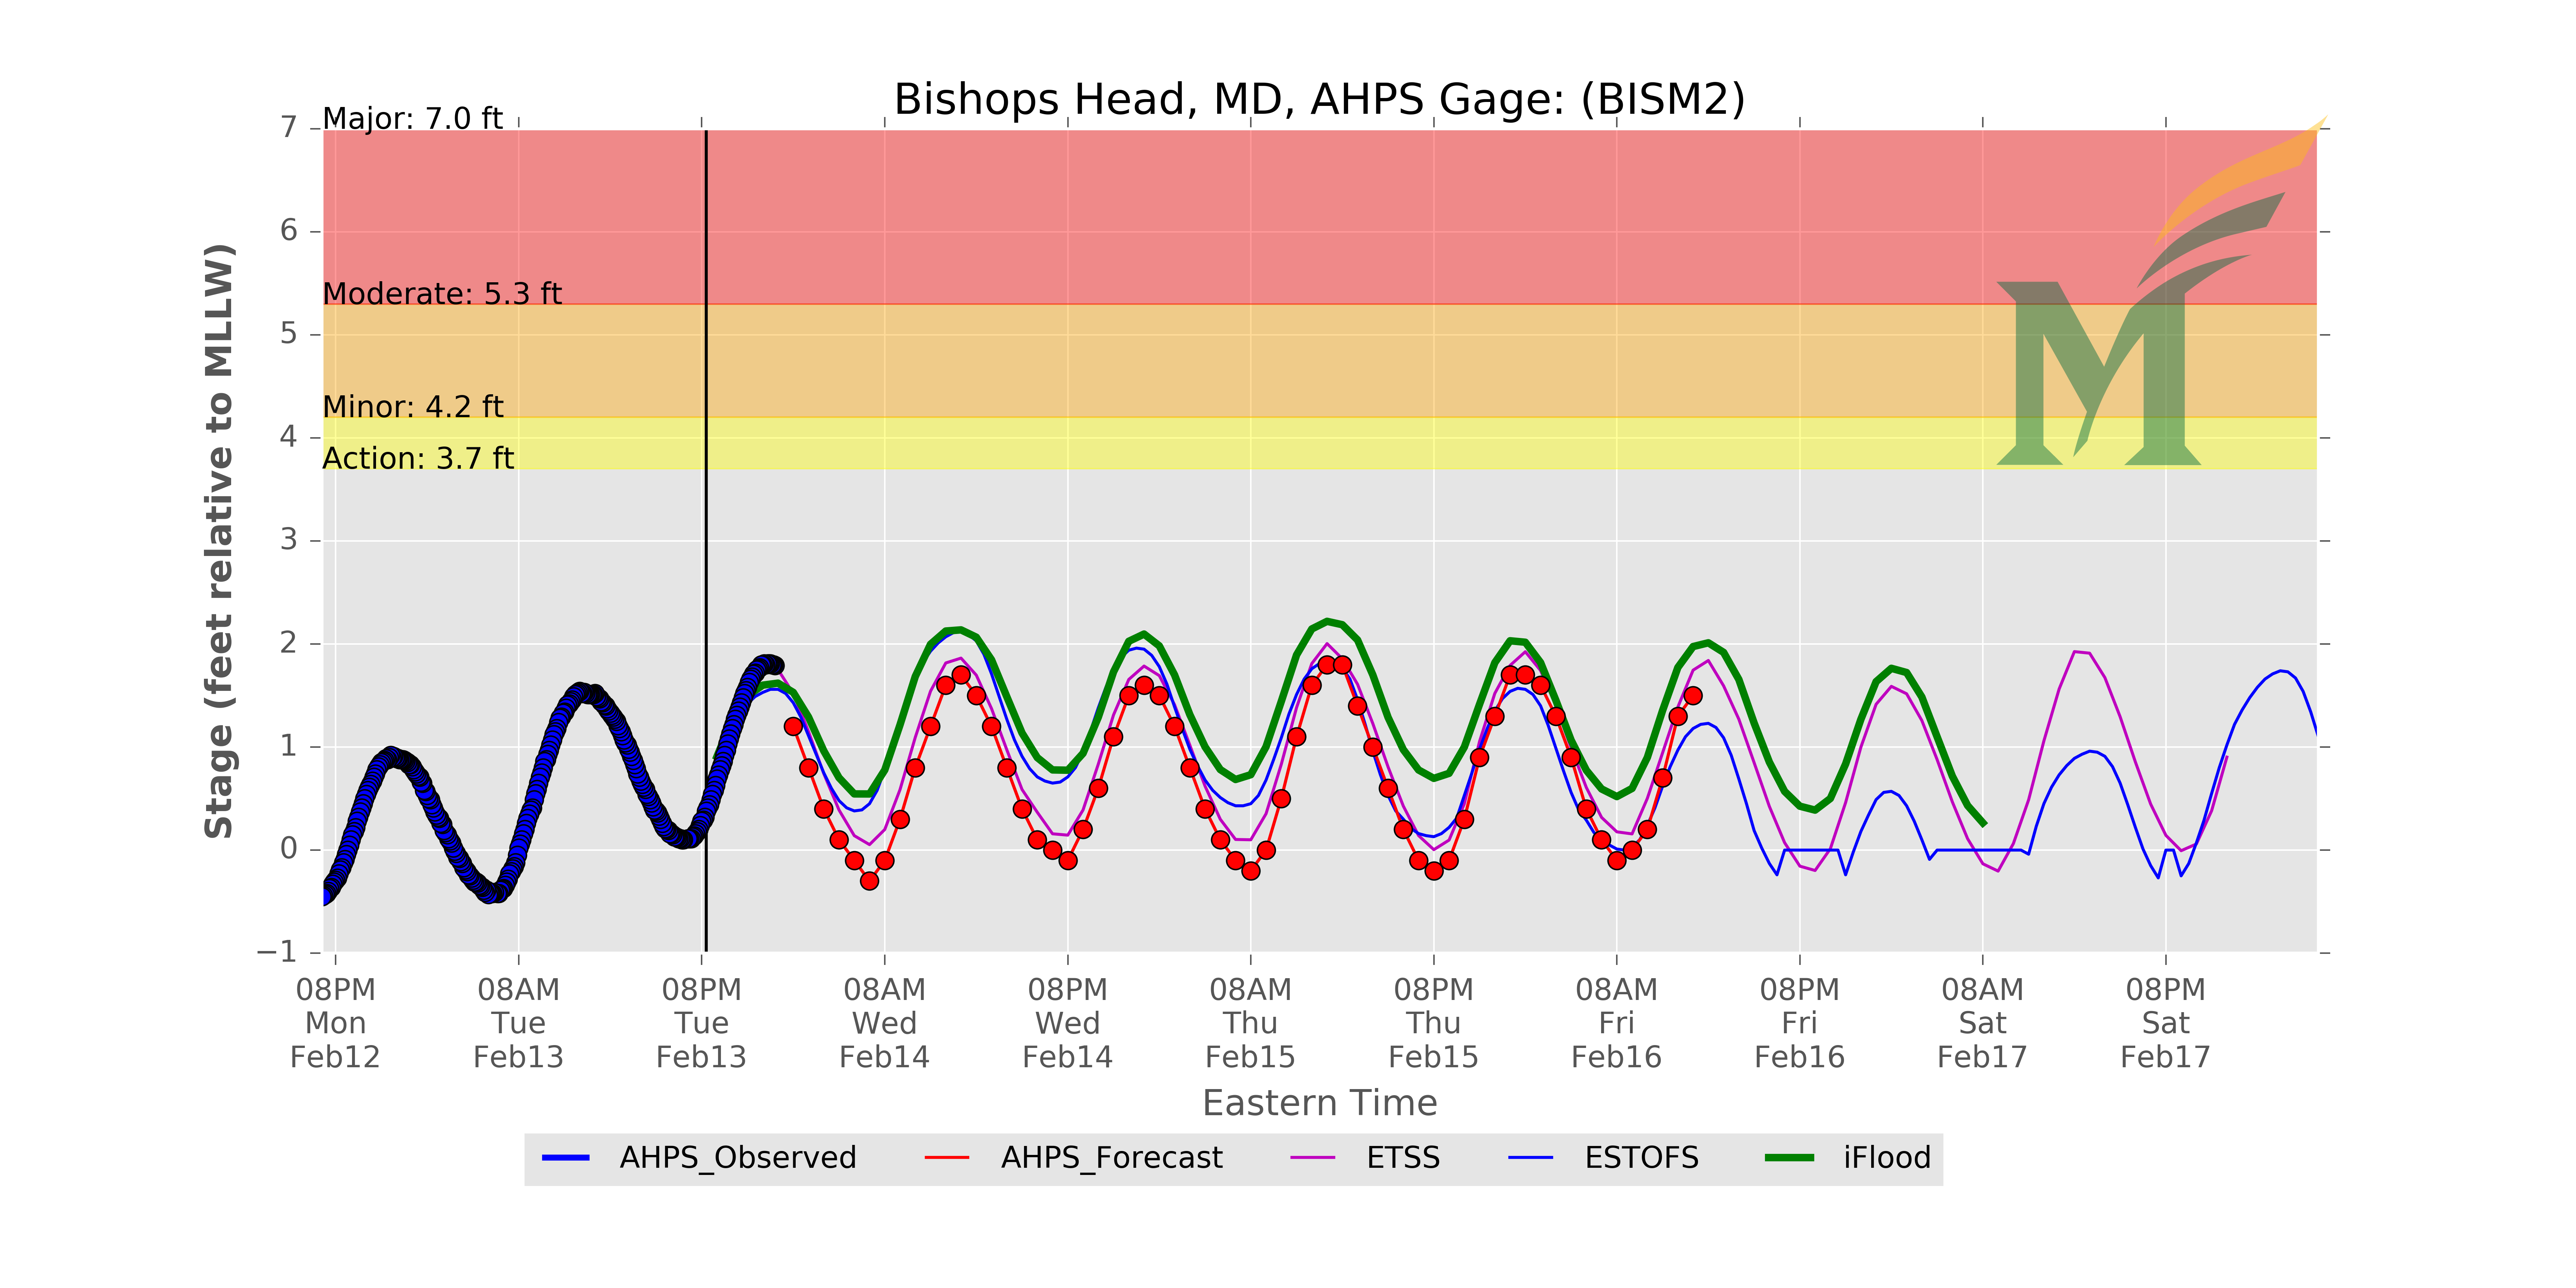 Bishops Head, MD, AHPS Gage: (BISM2)
Major: 7.0 ft
Moderate: 5.3 ft
Minor: 4.2 ft
Action: 3.7 ft
Stage (feet relative to MLLW)
7
6
5
4
3
2
1
0
−1
08PM 08AM 08PM 08AM 08PM 08AM 08PM 08AM 08PM 08AM 08PM
Mon Tue Tue Wed Wed Thu Thu Fri Fri Sat Sat
Feb12 Feb13 Feb13 Feb14 Feb14 Feb15 Feb15 Feb16 Feb16 Feb17 Feb17
Eastern Time
AHPS_Observed AHPS_Forecast ETSS ESTOFS iFlood
M